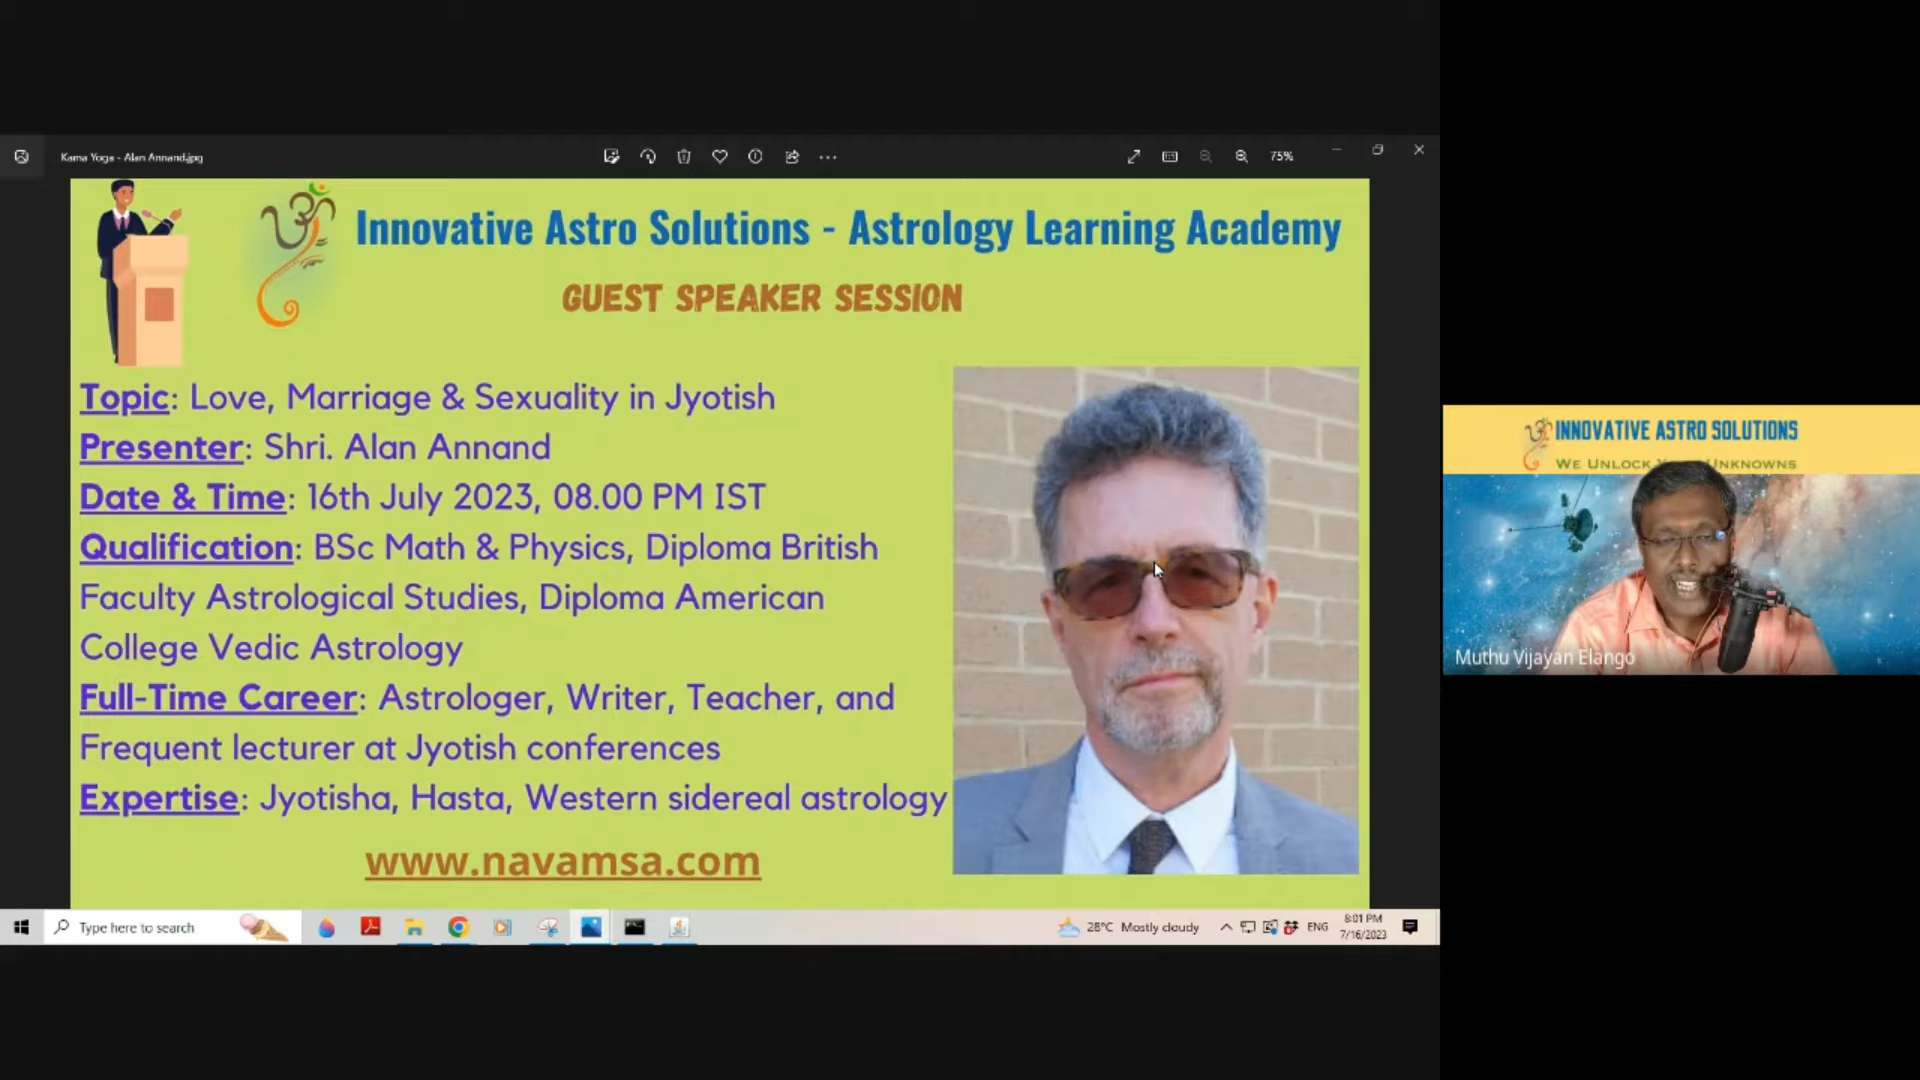 Kama Yoga - Alan Annand.jpg
75%
Innovative Astro Solutions - Astrology Learning Academy
GUEST SPEAKER SESSION
Topic: Love, Marriage & Sexuality in Jyotish
Presenter: Shri. Alan Annand
Date & Time: 16th July 2023, 08.00 PM IST
Qualification: BSc Math & Physics, Diploma British
Faculty Astrological Studies, Diploma American
College Vedic Astrology
Full-Time Career: Astrologer, Writer, Teacher, and
Frequent lecturer at Jyotish conferences
Expertise: Jyotisha, Hasta, Western sidereal astrology
www.navamsa.com
INNOVATIVE ASTRO SOLUTIONS
WE UNLOCK UNKNOWNS
Muthu Vijayan Elango
Type here to search
28°C Mostly cloudy
ENG
8:01 PM
7/16/2023